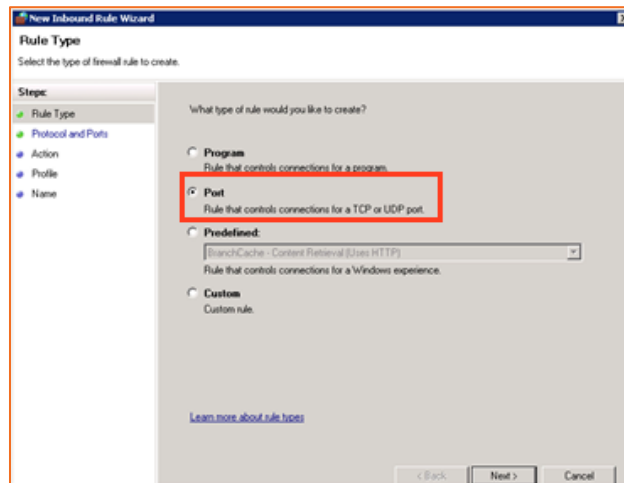 New Inbound Rule Wizard
Rule Type
Select the type of firewall rule to create.
Steps:
Rule Type
Protocol and Ports
Action
Profile
Name
What type of rule would you like to create?
Program
Rule that controls connections for a program.
Port
Rule that controls connections for a TCP or UDP port.
Predefined:
BranchCache - Content Retrieval (Uses HTTP)
Rule that controls connections for a Windows experience.
Custom
Custom rule.
Learn more about rule types
< Back
Next >
Cancel